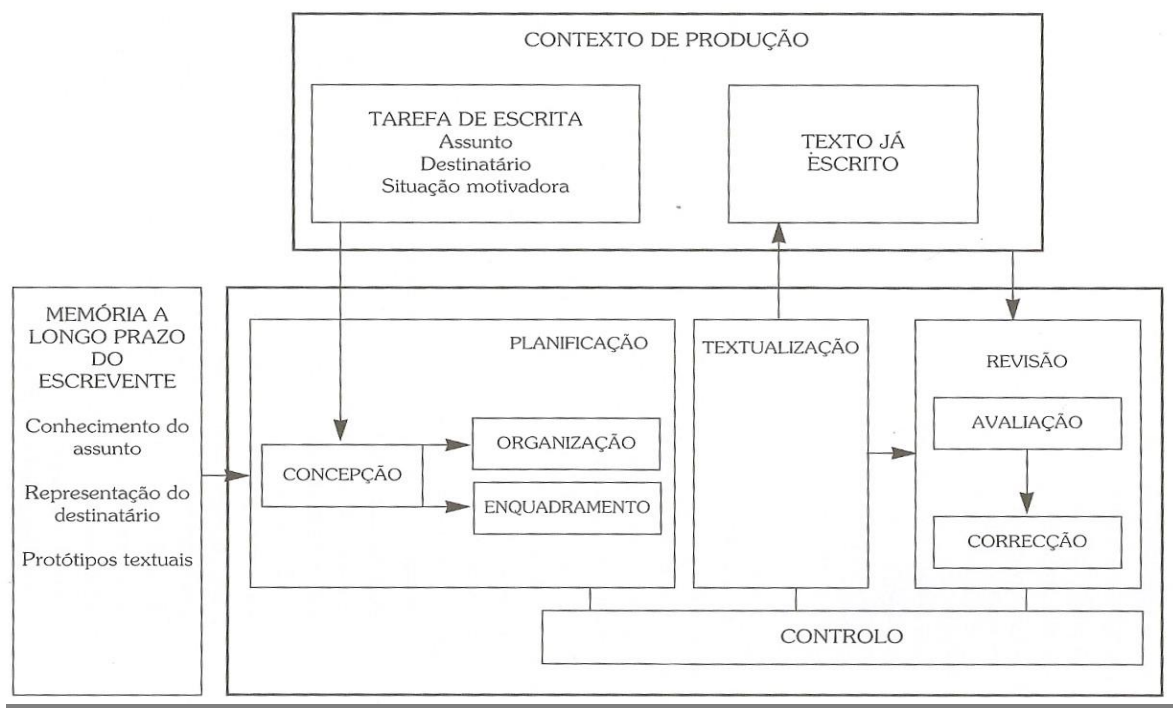 CONTEXTO DE PRODUÇÃO
TAREFA DE ESCRITA
Assunto
Destinatário
Situação motivadora
TEXTO JÁ
ESCRITO
MEMÓRIA A
LONGO PRAZO
DO
ESCREVENTE
Conhecimento do
assunto
Representação do
destinatário
Protótipos textuais
PLANIFICAÇÃO
CONCEPÇÃO
ORGANIZAÇÃO
ENQUADRAMENTO
TEXTUALIZAÇÃO
REVISÃO
AVALIAÇÃO
CORRECÇÃO
CONTROLO